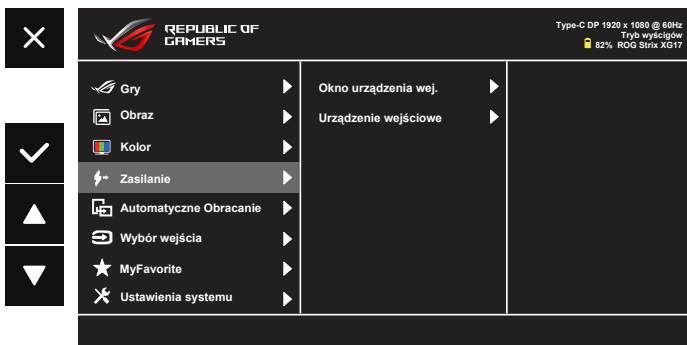 REPUBLIC OF
GAMERS
Type-C DP 1920 x 1080 @ 60Hz
Tryb wyścigów
82% ROG Strix XG17
Gry
Obraz
Kolor
Zasilanie
Automatyczne Obracanie
Wybór wejścia
MyFavorite
Ustawienia systemu
Okno urządzenia wej.
Urządzenie wejściowe